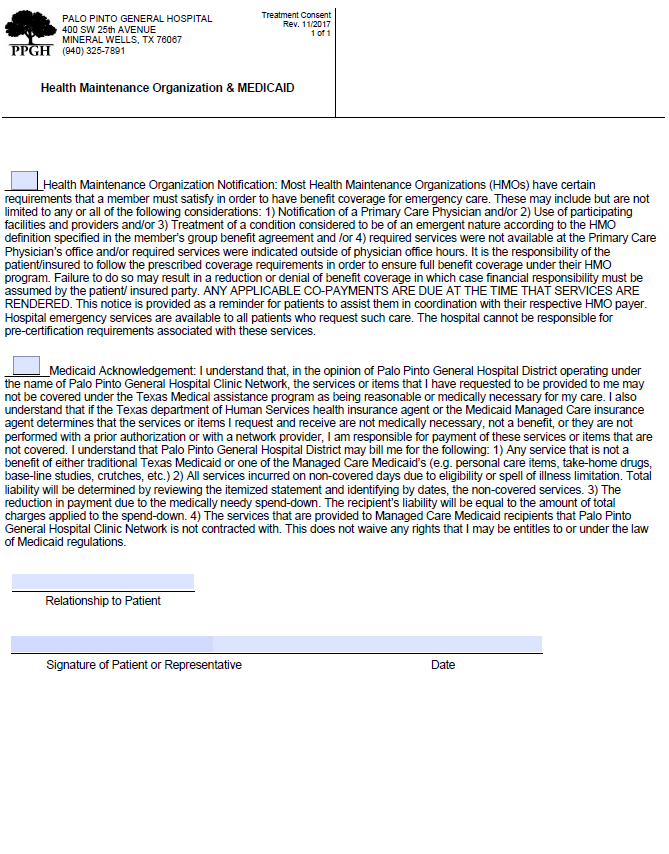 PALO PINTO GENERAL HOSPITAL
400 SW 25th AVENUE
MINERAL WELLS, TX 76067
(940) 325-7891
PPGH
Treatment Consent
Rev. 11/2017
1 of 1
Health Maintenance Organization & MEDICAID
Health Maintenance Organization Notification: Most Health Maintenance Organizations (HMOs) have certain
requirements that a member must satisfy in order to have benefit coverage for emergency care. These may include but are not
limited to any or all of the following considerations: 1) Notification of a Primary Care Physician and/or 2) Use of participating
facilities and providers and/or 3) Treatment of a condition considered to be of an emergent nature according to the HMO
definition specified in the member's group benefit agreement and /or 4) required services were not available at the Primary Care
Physician's office and/or required services were indicated outside of physician office hours. It is the responsibility of the
patient/insured to follow the prescribed coverage requirements in order to ensure full benefit coverage under their HMO
program. Failure to do so may result in a reduction or denial of benefit coverage in which case financial responsibility must be
assumed by the patient/ insured party. ANY APPLICABLE CO-PAYMENTS ARE DUE AT THE TIME THAT SERVICES ARE
RENDERED. This notice is provided as a reminder for patients to assist them in coordination with their respective HMO payer.
Hospital emergency services are available to all patients who request such care. The hospital cannot be responsible for
pre-certification requirements associated with these services.
Medicaid Acknowledgement: I understand that, in the opinion of Palo Pinto General Hospital District operating under
the name of Palo Pinto General Hospital Clinic Network, the services or items that I have requested to be provided to me may
not be covered under the Texas Medical assistance program as being reasonable or medically necessary for my care. I also
understand that if the Texas department of Human Services health insurance agent or the Medicaid Managed Care insurance
agent determines that the services or items I request and receive are not medically necessary, not a benefit, or they are not
performed with a prior authorization or with a network provider, I am responsible for payment of these services or items that are
not covered. I understand that Palo Pinto General Hospital District may bill me for the following: 1) Any service that is not a
benefit of either traditional Texas Medicaid or one of the Managed Care Medicaid's (e.g. personal care items, take-home drugs,
base-line studies, crutches, etc.) 2) All services incurred on non-covered days due to eligibility or spell of illness limitation. Total
liability will be determined by reviewing the itemized statement and identifying by dates, the non-covered services. 3) The
reduction in payment due to the medically needy spend-down. The recipient's liability will be equal to the amount of total
charges applied to the spend-down. 4) The services that are provided to Managed Care Medicaid recipients that Palo Pinto
General Hospital Clinic Network is not contracted with. This does not waive any rights that I may be entitles to or under the law
of Medicaid regulations.
Relationship to Patient
Signature of Patient or Representative Date